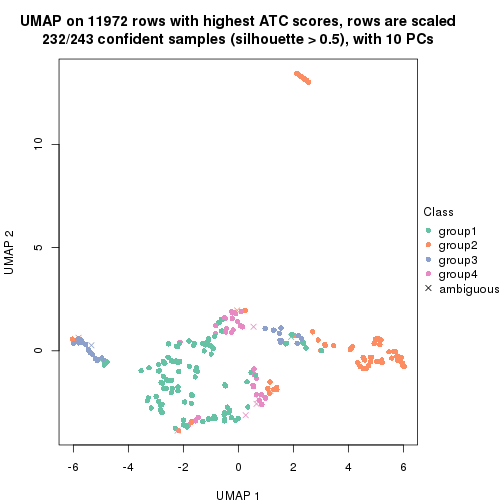 UMAP on 11972 rows with highest ATC scores, rows are scaled
232/243 confident samples (silhouette > 0.5), with 10 PCs
10
5
0
UMAP 2
-6
-4
-2
0
2
4
6
UMAP 1
Class
group1
group2
group3
group4
ambiguous